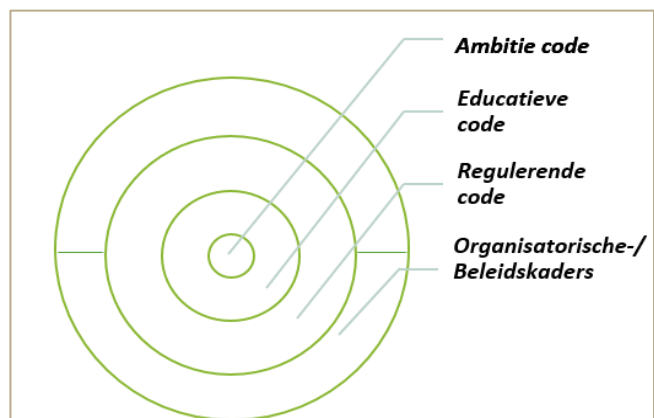 Ambitie code
Educatieve
code
Regulerende
code
Organisatorische-/
Beleidskaders